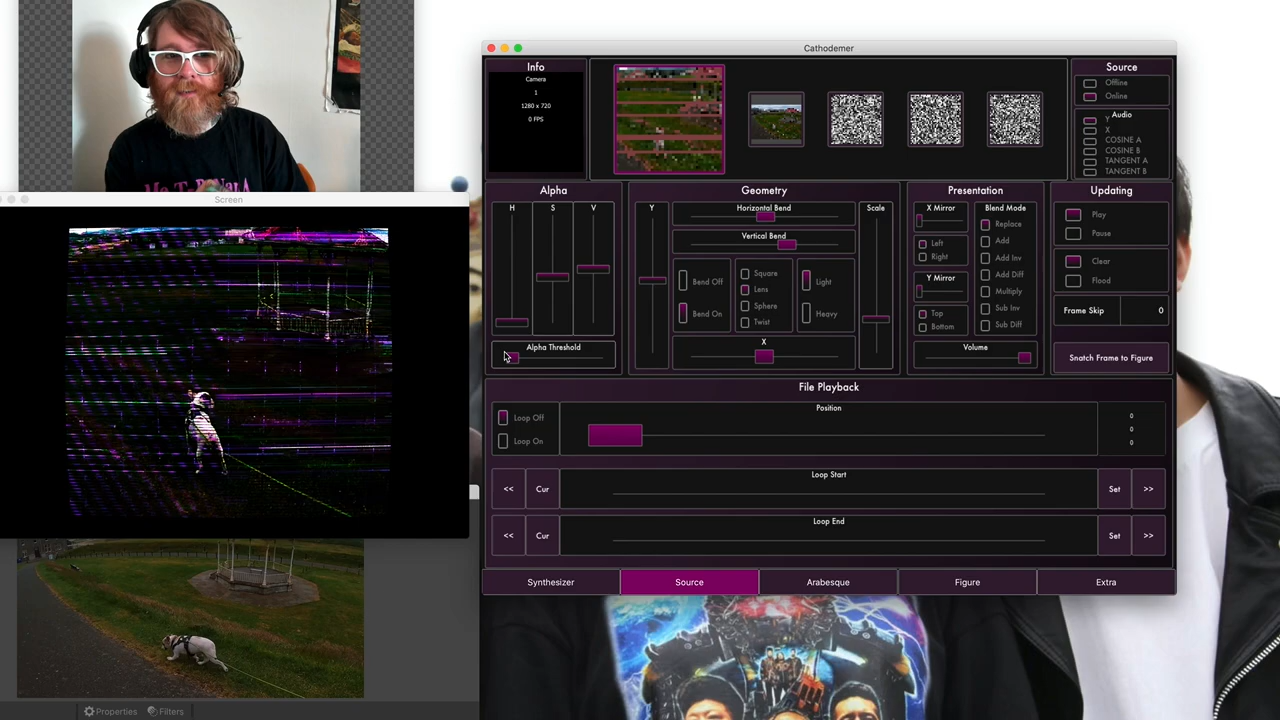 Cathodemer
Info
Camera
1
1280 x 720
0 FPS
Source
Offline
Online
Audio
Y
X
COSINE A
COSINE B
TANGENT A
TANGENT B
Screen
Alpha
H
S
V
Alpha Threshold
Geometry
Y
Horizontal Bend
Vertical Bend
Bend Off
Bend On
Square
Lens
Sphere
Twist
Light
Heavy
X
Scale
Presentation
X Mirror
Left
Right
Y Mirror
Top
Bottom
Blend Mode
Replace
Add
Add Inv
Add Diff
Multiply
Sub Inv
Sub Diff
Volume
Updating
Play
Pause
Clear
Flood
Frame Skip 0
Snatch Frame to Figure
File Playback
Loop Off
Loop On
Position
0
0
0
Loop Start
<< Cur Set >>
Loop End
<< Cur Set >>
Synthesizer Source Arabesque Figure Extra
Properties Filters